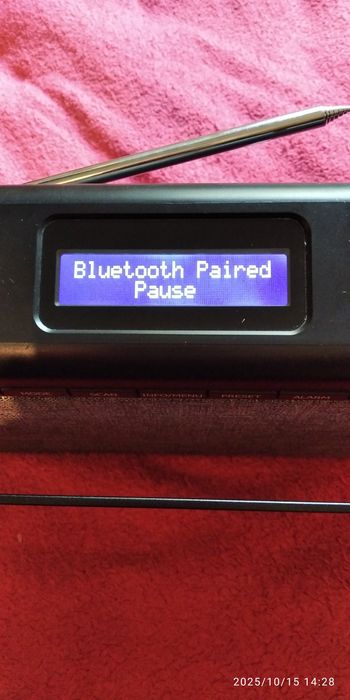 Bluetooth Paired
Pause
MODE SCAN INFO/MENU PRESET ALARM
2025/10/15 14:28